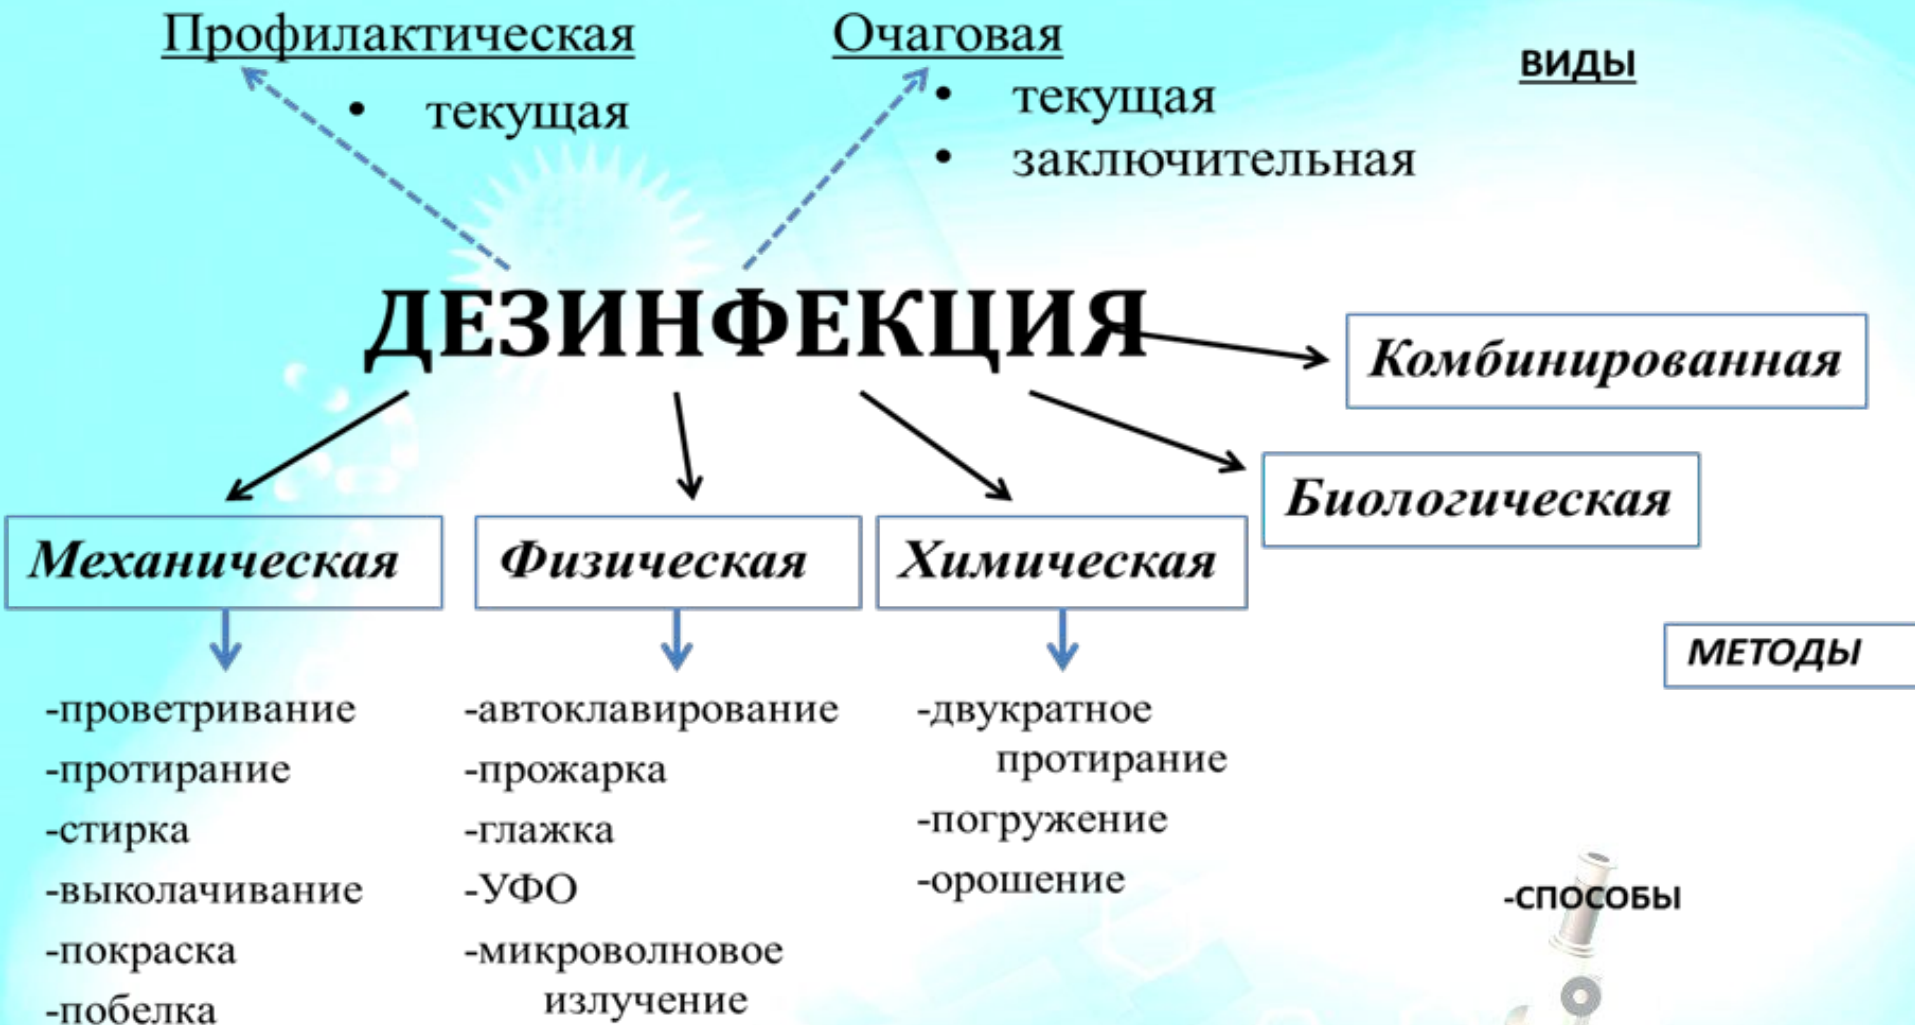 Профилактическая
• текущая
Очаговая
• текущая
• заключительная
ВИДЫ
ДЕЗИНФЕКЦИЯ
Комбинированная
Биологическая
Механическая
Физическая
Химическая
МЕТОДЫ
-проветривание
-протирание
-стирка
-выколачивание
-покраска
-побелка
-автоклавирование
-прожарка
-глажка
-УФО
-микроволновое
излучение
-двукратное
протирание
-погружение
-орошение
-СПОСОБЫ